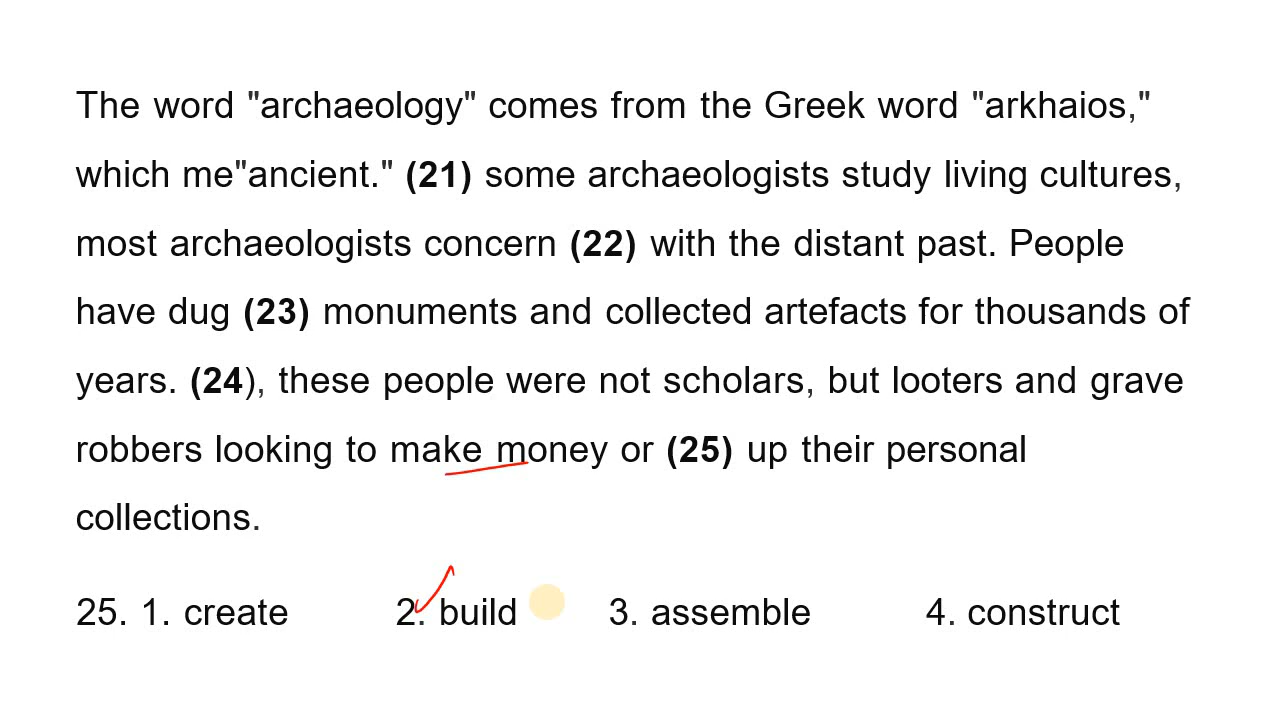 The word "archaeology" comes from the Greek word "arkhaios,"
which me"ancient." (21) some archaeologists study living cultures,
most archaeologists concern (22) with the distant past. People
have dug (23) monuments and collected artefacts for thousands of
years. (24), these people were not scholars, but looters and grave
robbers looking to make money or (25) up their personal
collections.
25. 1. create 2. build 3. assemble 4. construct